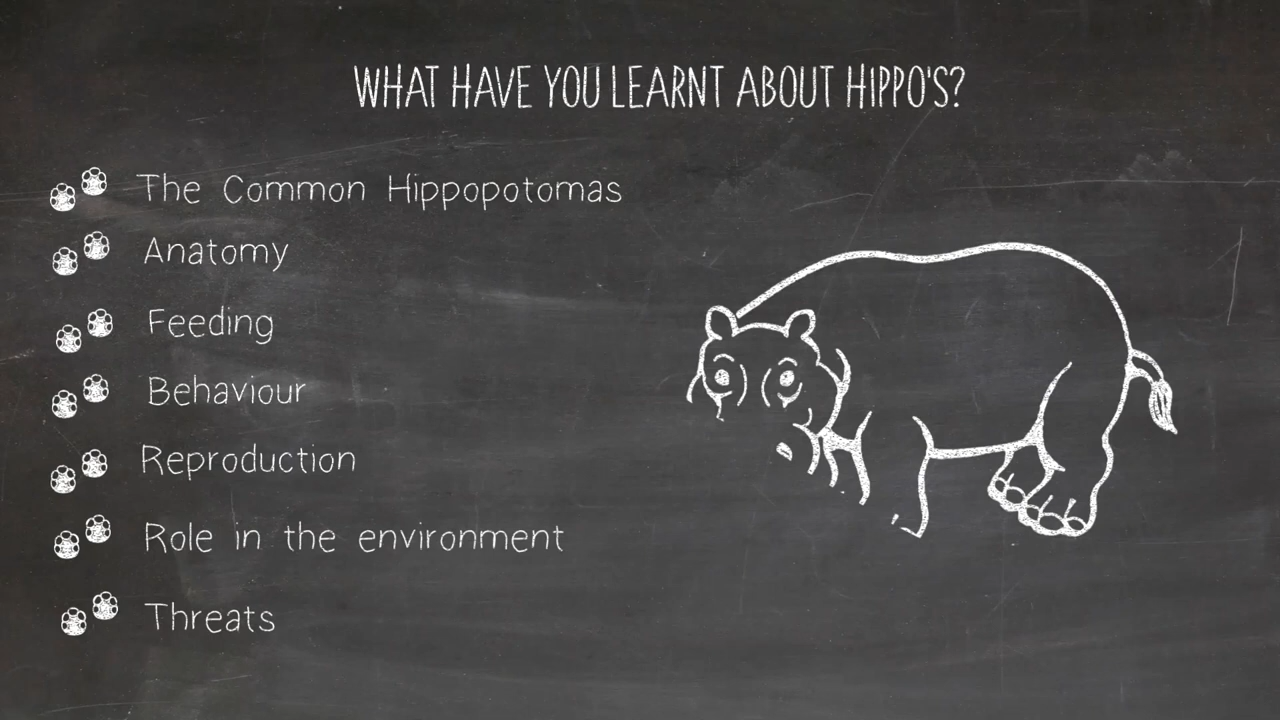 WHAT HAVE YOU LEARNT ABOUT HIPPO'S?
The Common Hippopotomas
Anatomy
Feeding
Behaviour
Reproduction
Role in the environment
Threats